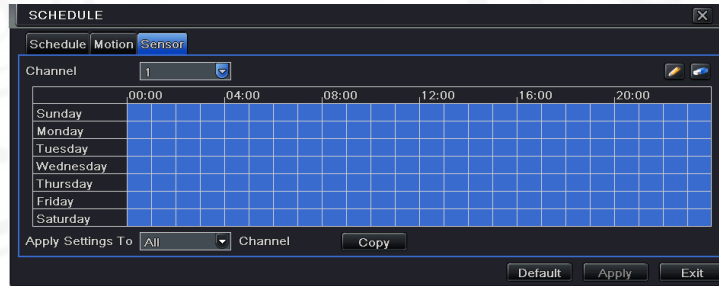 SCHEDULE
Schedule Motion Sensor
Channel 1
00:00 04:00 08:00 12:00 16:00 20:00
Sunday
Monday
Tuesday
Wednesday
Thursday
Friday
Saturday
Apply Settings To All Channel Copy
Default Apply Exit